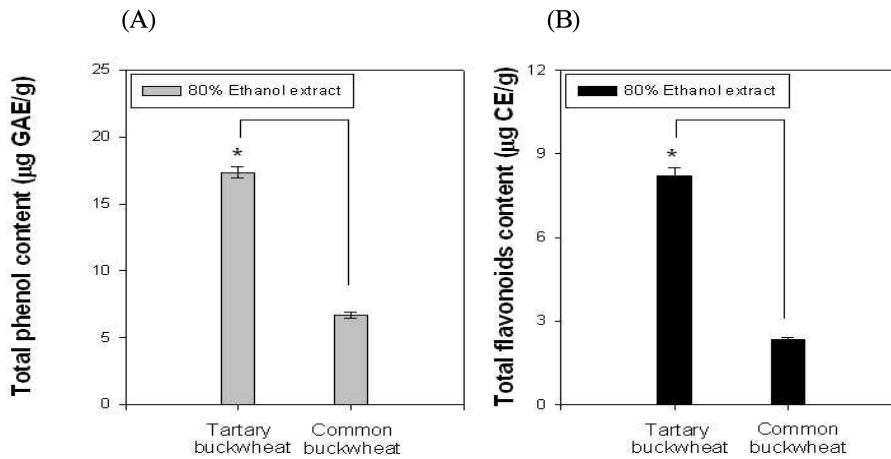 (A)
(B)
Total phenol content (µg GAE/g)
25
20
15
10
5
0
80% Ethanol extract
*
Tartary
buckwheat
Common
buckwheat
Total flavonoids content (µg CE/g)
12
9
6
3
0
80% Ethanol extract
*
Tartary
buckwheat
Common
buckwheat